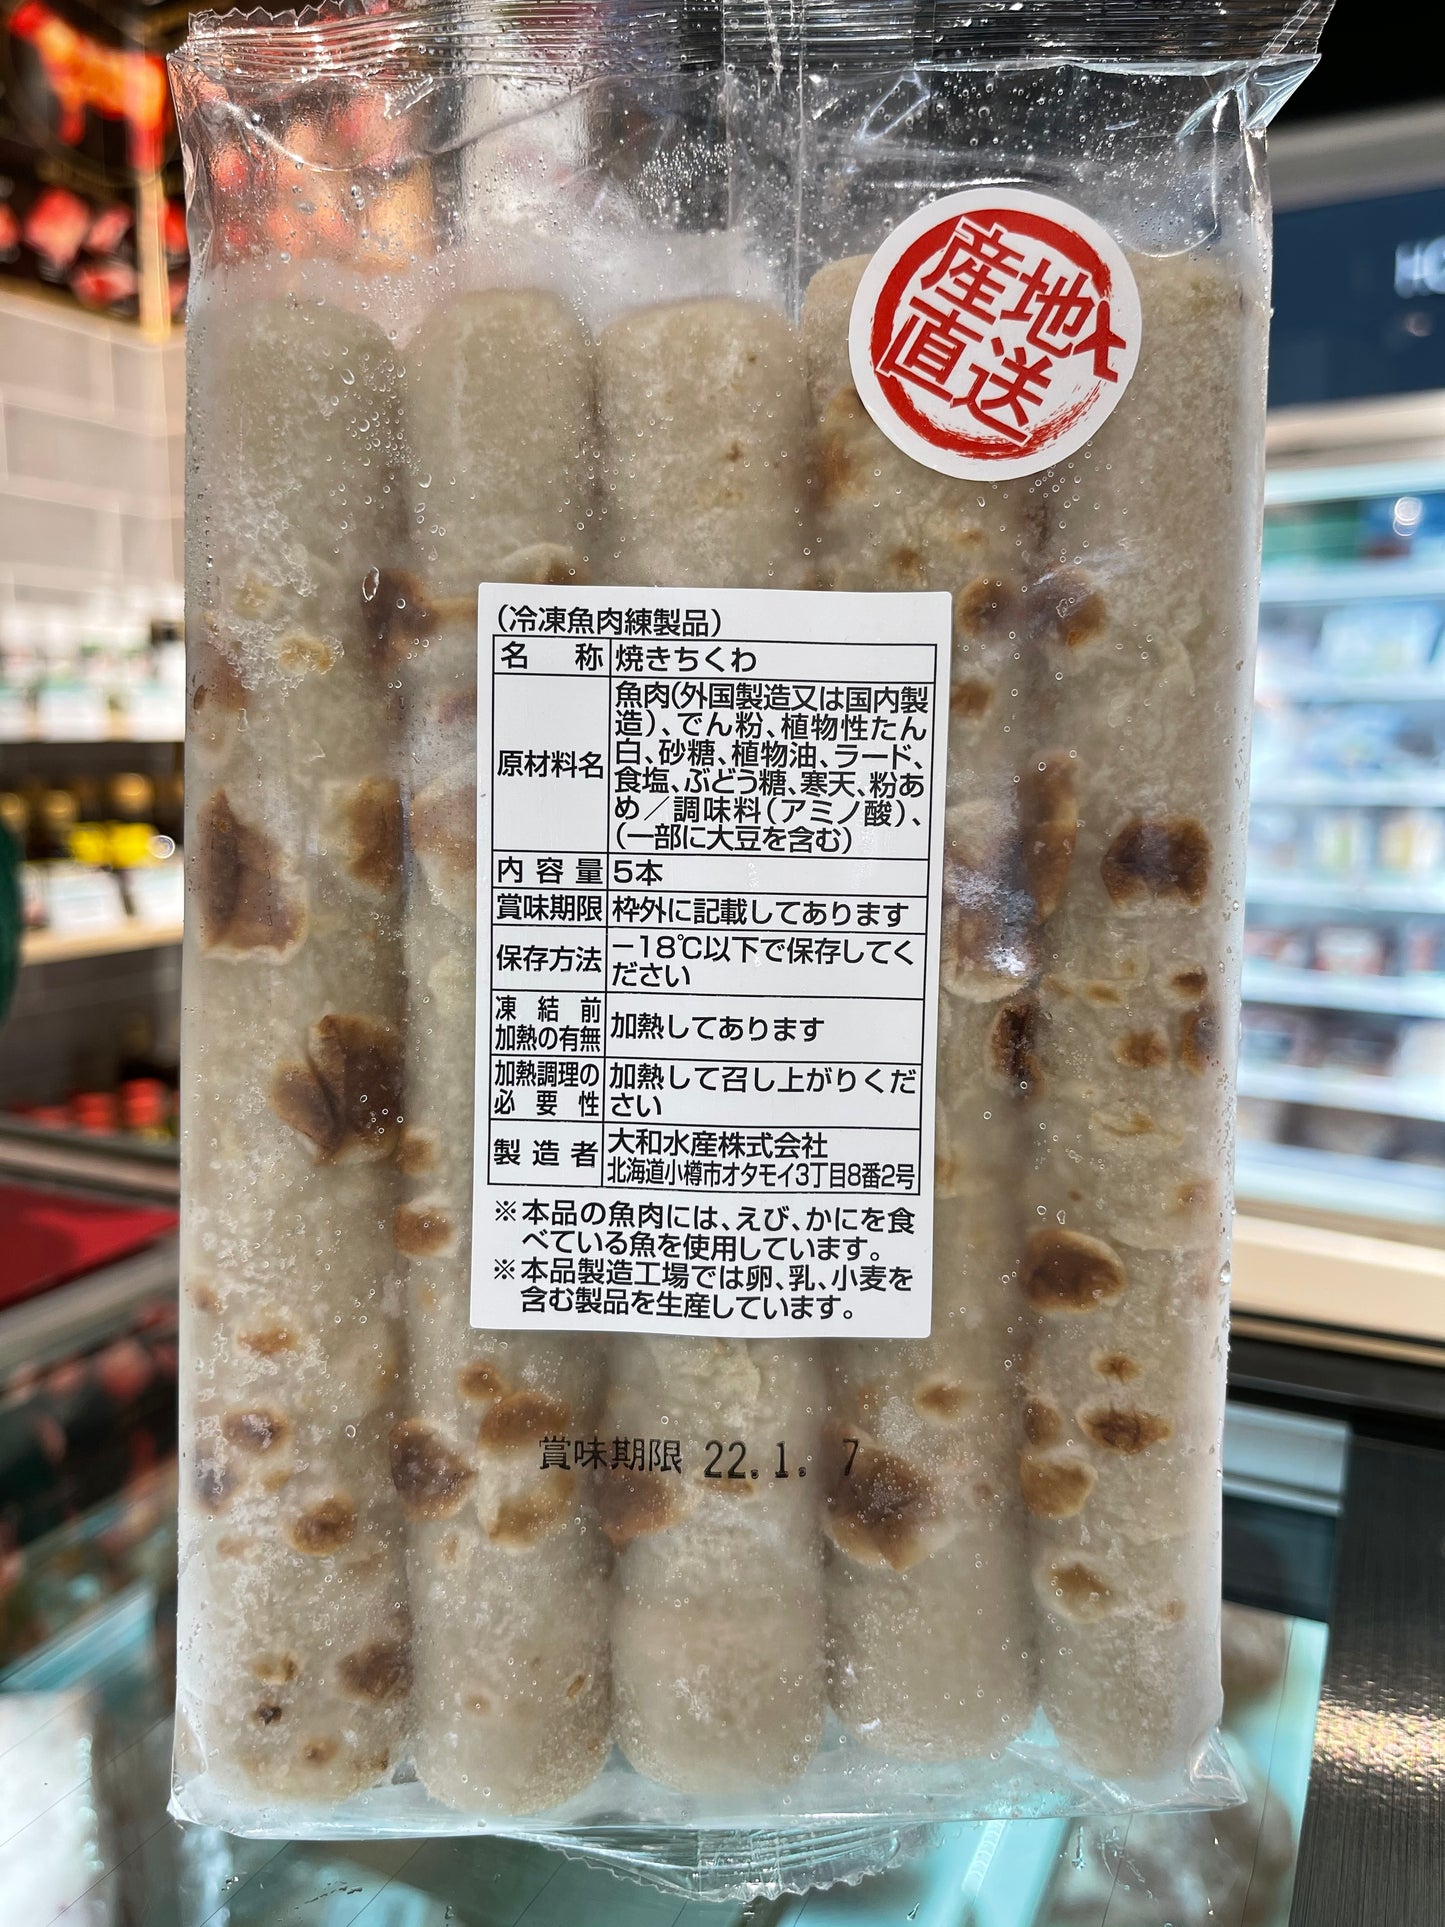 産地
直送
(冷凍魚肉練製品)
名称 焼きちくわ
原材料名 魚肉(外国製造又は国内製
造)、でん粉、植物性たん
白、砂糖、植物油、ラード、
食塩、ぶどう糖、寒天、粉あ
め／調味料(アミノ酸)、
(一部に大豆を含む)
内容量 5本
賞味期限 枠外に記載してあります
保存方法 −18℃以下で保存してく
ださい
凍結前
加熱の有無 加熱してあります
加熱調理の
必要性 加熱して召し上がりくだ
さい
製造者 大和水産株式会社
北海道小樽市オタモイ3丁目8番2号
※本品の魚肉には、えび、かにを食
べている魚を使用しています。
※本品製造工場では卵、乳、小麦を
含む製品を生産しています。
賞味期限 22.1. 7